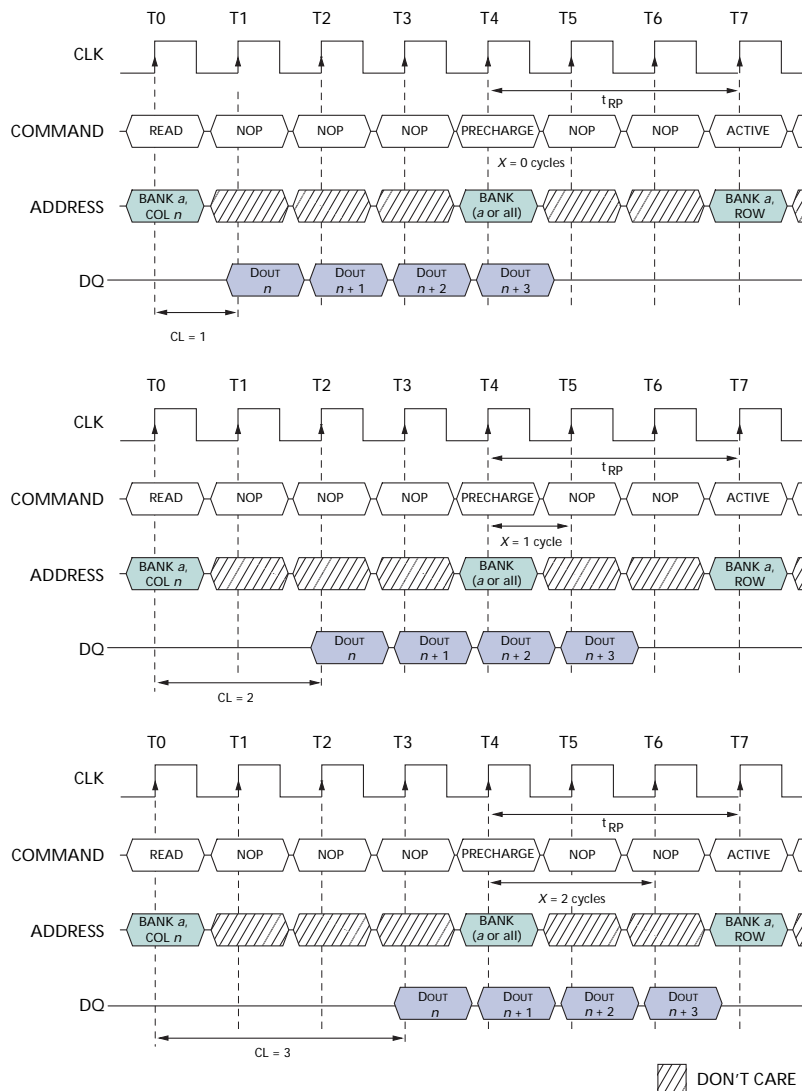 T0 T1 T2 T3 T4 T5 T6 T7
CLK
t RP
COMMAND READ NOP NOP NOP PRECHARGE NOP NOP ACTIVE
X = 0 cycles
ADDRESS BANK a, COL n BANK (a or all) BANK a, ROW
DQ DOUT n DOUT n + 1 DOUT n + 2 DOUT n + 3
CL = 1
T0 T1 T2 T3 T4 T5 T6 T7
CLK
t RP
COMMAND READ NOP NOP NOP PRECHARGE NOP NOP ACTIVE
X = 1 cycle
ADDRESS BANK a, COL n BANK (a or all) BANK a, ROW
DQ DOUT n DOUT n + 1 DOUT n + 2 DOUT n + 3
CL = 2
T0 T1 T2 T3 T4 T5 T6 T7
CLK
t RP
COMMAND READ NOP NOP NOP PRECHARGE NOP NOP ACTIVE
X = 2 cycles
ADDRESS BANK a, COL n BANK (a or all) BANK a, ROW
DQ DOUT n DOUT n + 1 DOUT n + 2 DOUT n + 3
CL = 3
DON'T CARE